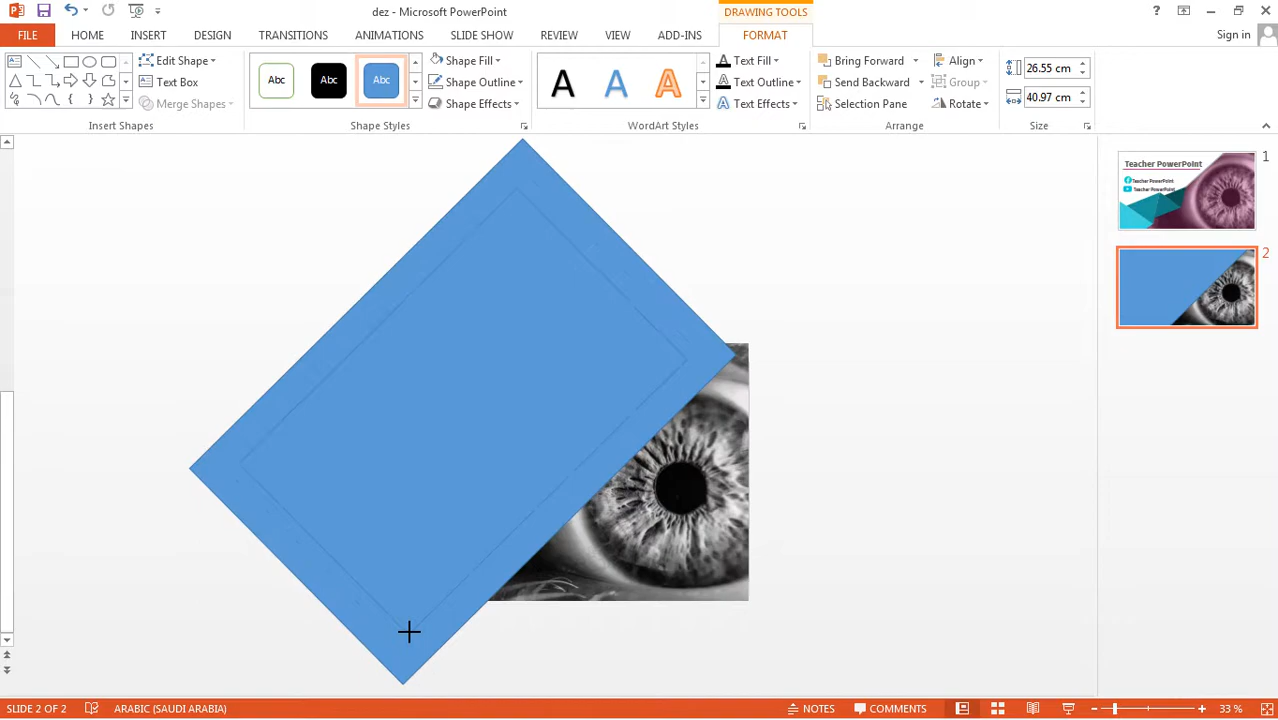 dez - Microsoft PowerPoint
DRAWING TOOLS
?
FILE HOME INSERT DESIGN TRANSITIONS ANIMATIONS SLIDE SHOW REVIEW VIEW ADD-INS FORMAT
Sign in
Edit Shape
Text Box
Merge Shapes
Insert Shapes
Abc Abc Abc
Shape Fill
Shape Outline
Shape Effects
Shape Styles
A A A
Text Fill
Text Outline
Text Effects
WordArt Styles
Bring Forward
Send Backward
Selection Pane
Align
Group
Rotate
Arrange
26.55 cm
40.97 cm
Size
1
Teacher PowerPoint
Teacher PowerPoint
Teacher PowerPoint
2
SLIDE 2 OF 2
ARABIC (SAUDI ARABIA)
NOTES
COMMENTS
33 %